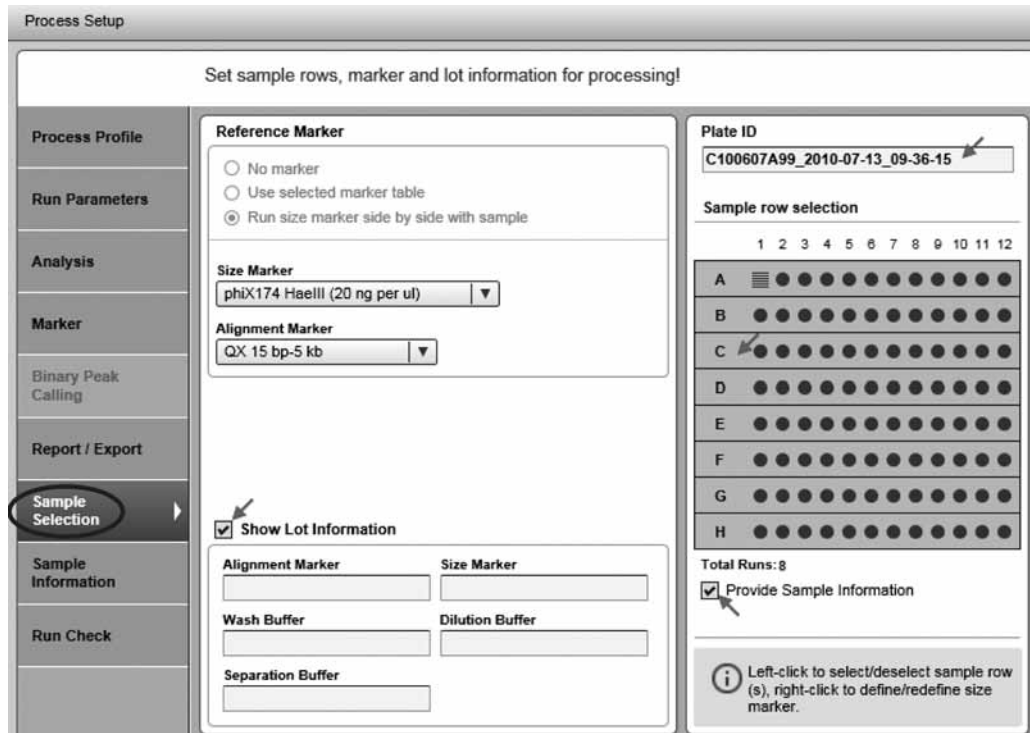 Process Setup
Set sample rows, marker and lot information for processing!
Process Profile
Run Parameters
Analysis
Marker
Binary Peak
Calling
Report / Export
Sample
Selection
Sample
Information
Run Check
Reference Marker
No marker
Use selected marker table
Run size marker side by side with sample
Size Marker
phiX174 HaeIII (20 ng per ul)
Alignment Marker
QX 15 bp-5 kb
Show Lot Information
Alignment Marker
Size Marker
Wash Buffer
Dilution Buffer
Separation Buffer
Plate ID
C100607A99_2010-07-13_09-36-15
Sample row selection
1 2 3 4 5 6 7 8 9 10 11 12
A
B
C
D
E
F
G
H
Total Runs: 8
Provide Sample Information
Left-click to select/deselect sample row
(s), right-click to define/redefine size
marker.